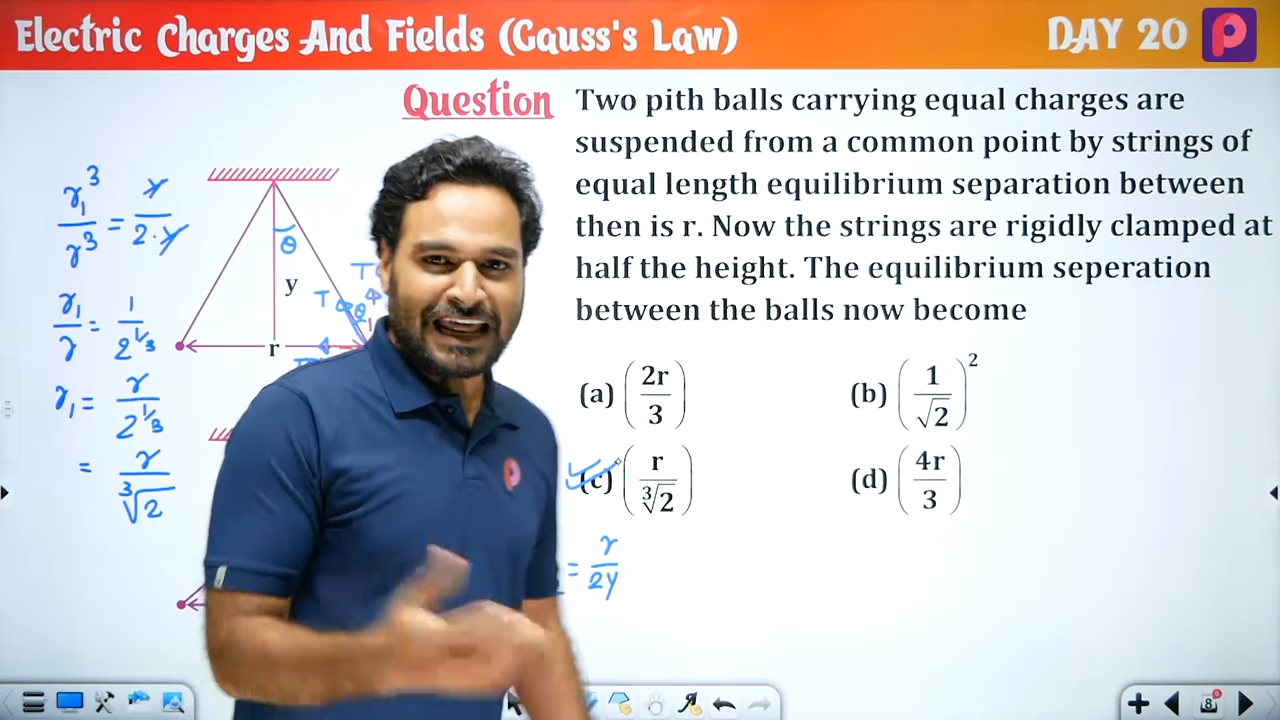 Electric Charges And Fields (Gauss's Law)
DAY 20
Question
Two pith balls carrying equal charges are
suspended from a common point by strings of
equal length equilibrium separation between
then is r. Now the strings are rigidly clamped at
half the height. The equilibrium seperation
between the balls now become
(a) (2r/3)
(b) (1/√2)²
(c) (r/∛2)
(d) (4r/3)
r₁³/r³ = y/2·y
r₁/r = 1/2^1/3
r₁ = r/2^1/3
= r/∛2
θ
y
T
r
= r/2y
8